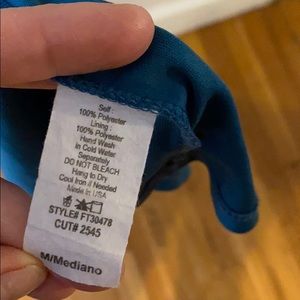 Self :
100% Polyester
Lining :
100% Polyester
Hand Wash
In Cold Water
Separately
DO NOT BLEACH
Hang to Dry
Cool Iron if Needed
Made In USA
STYLE# FT30478
CUT# 2545
M/Mediano